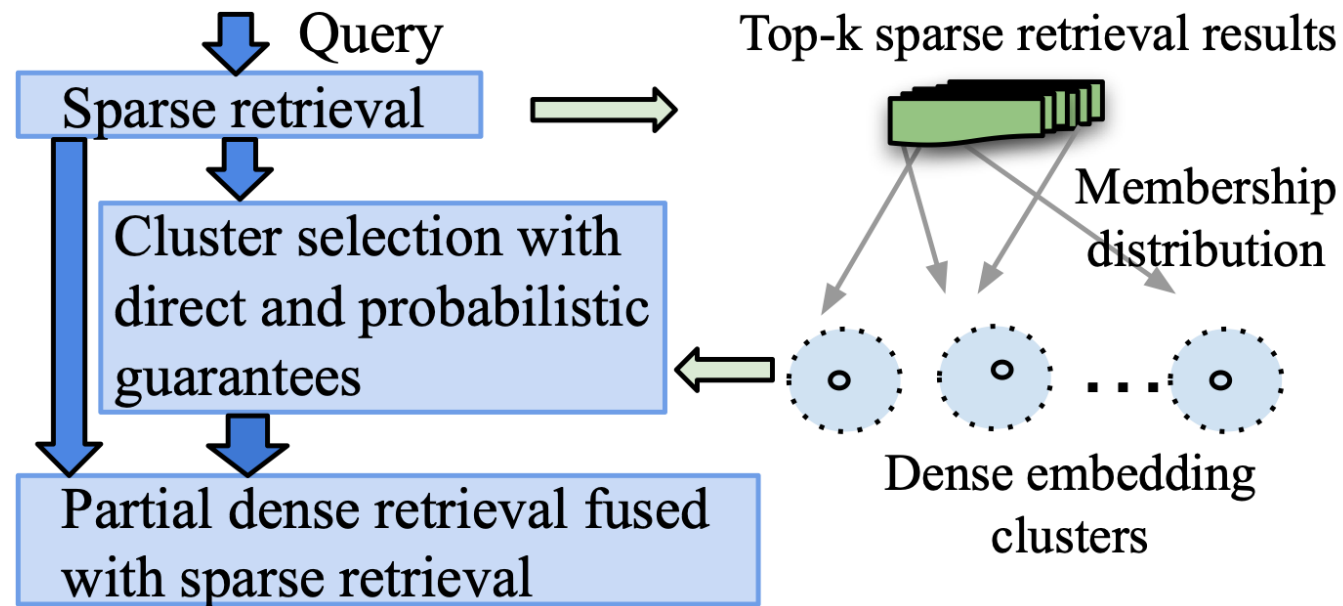 Query
Sparse retrieval
Cluster selection with
direct and probabilistic
guarantees
Partial dense retrieval fused
with sparse retrieval
Top-k sparse retrieval results
Membership
distribution
...
Dense embedding
clusters